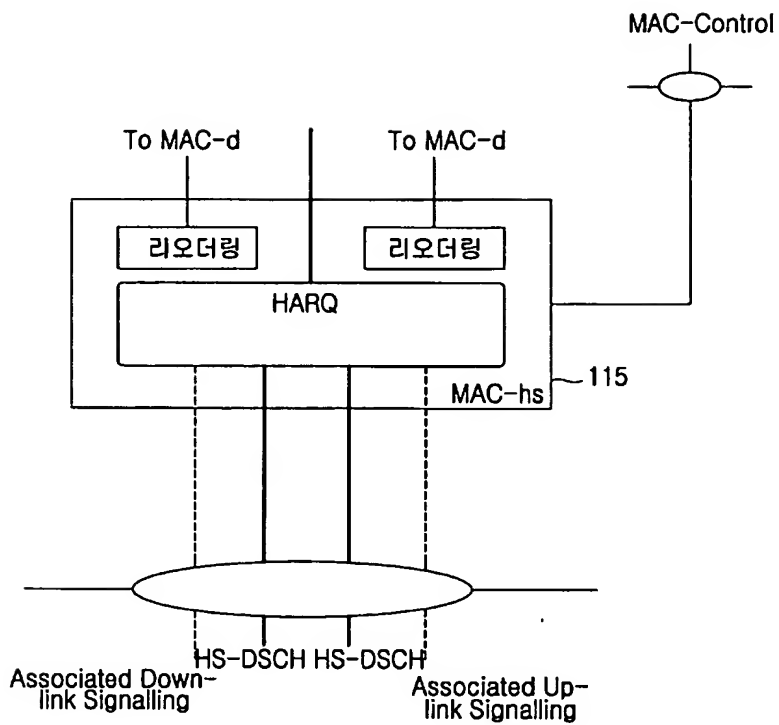 MAC-Control
To MAC-d
To MAC-d
리오더링
리오더링
HARQ
115
MAC-hs
HS-DSCH
HS-DSCH
Associated Down-
link Signalling
Associated Up-
link Signalling